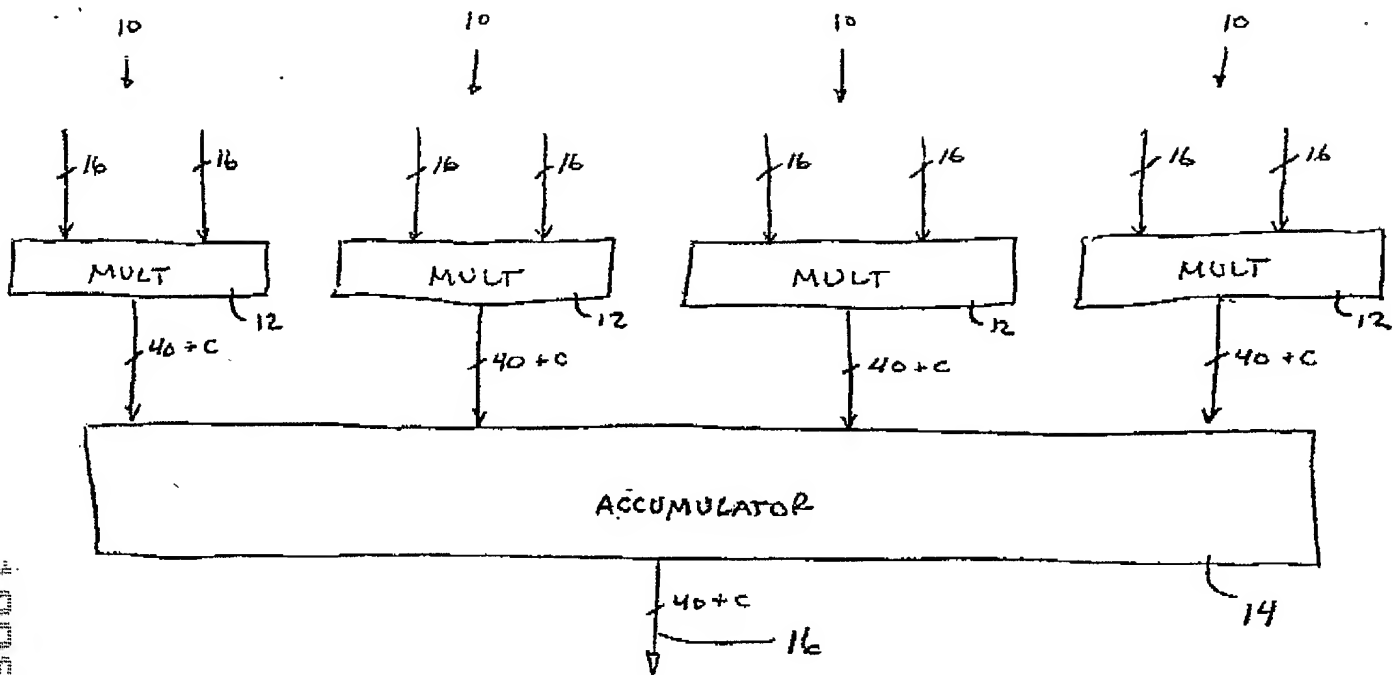 10 10 10 10
16 16 16 16 16 16 16 16
MULT MULT MULT MULT
12 12 12 12
40 + C 40 + C 40 + C 40 + C
ACCUMULATOR
14
40 + C
16